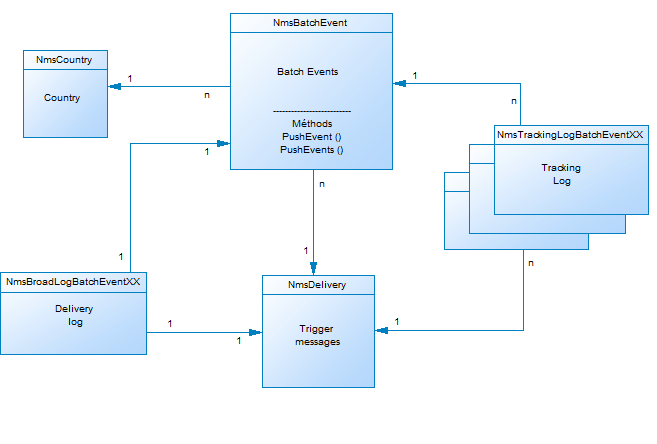 NmsBatchEvent
Batch Events
--------------------------
Méthods
PushEvent ()
PushEvents ()
NmsCountry
Country
1
n
1
n
NmsTrackingLogBatchEventXX
Tracking
Log
1
n
1
1
n
NmsBroadLogBatchEventXX
Delivery
log
NmsDelivery
Trigger
messages
1
1
1